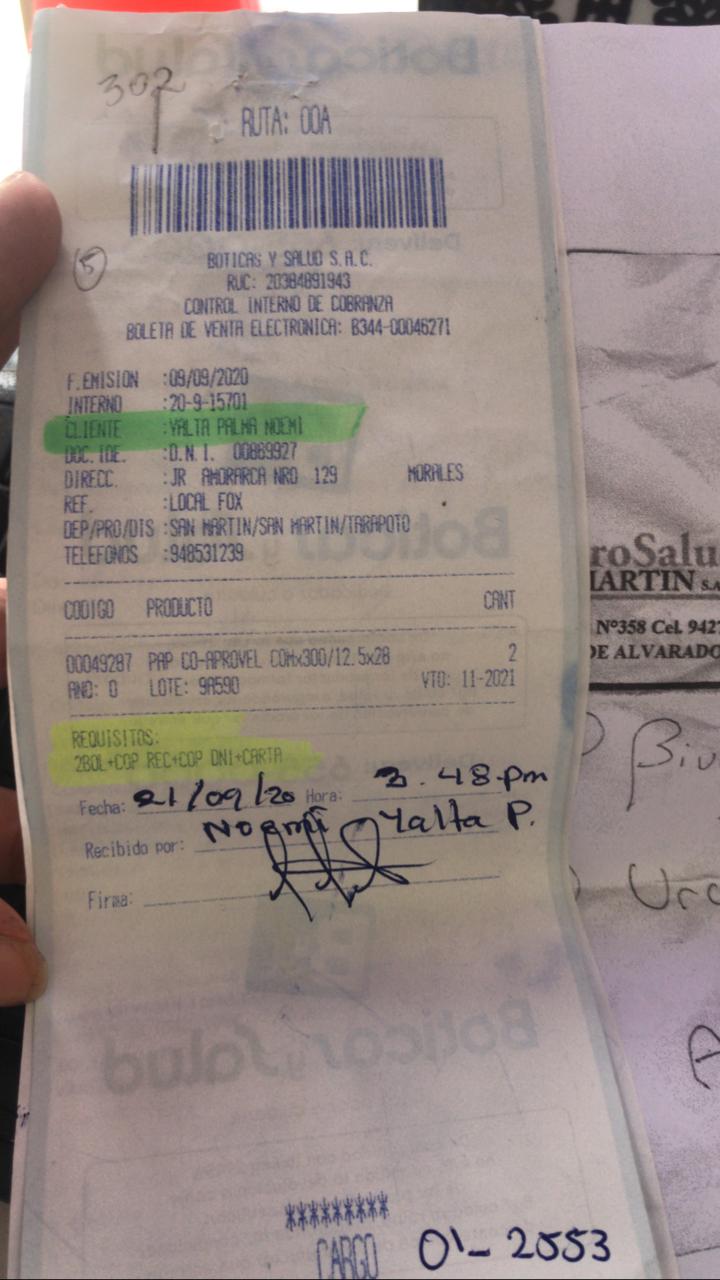 307
RUTA: 00A
5
BOTICAS Y SALUD S.A.C.
RUC: 20384891943
CONTROL INTERNO DE COBRANZA
BOLETA DE VENTA ELECTRONICA: B344-00046271
F.EMISION :09/09/2020
INTERNO :20-9-15701
CLIENTE :YALTA PALMA NOEMI
DOC.IDE. :D.N.I. 00869927
DIRECC. :JR AMORARCA NRO 129 MORALES
REF. :LOCAL FOX
DEP/PRO/DIS :SAN MARTIN/SAN MARTIN/TARAPOTO
TELEFONOS :948531239
CODIGO PRODUCTO CANT
00049287 PAP CO-APROVEL COMx300/12.5x28 2
ANO: 0 LOTE: 9A590 VTO: 11-2021
REQUISITOS:
2BOL+COP REC+COP DNI+CARTA
Fecha: 21/09/20 Hora: 3.48 pm
Recibido por: Noemí Yalta P.
Firma:
*********
CARGO 01-2553
roSalu
MARTIN S.A
N°358 Cel. 942
DE ALVARADO